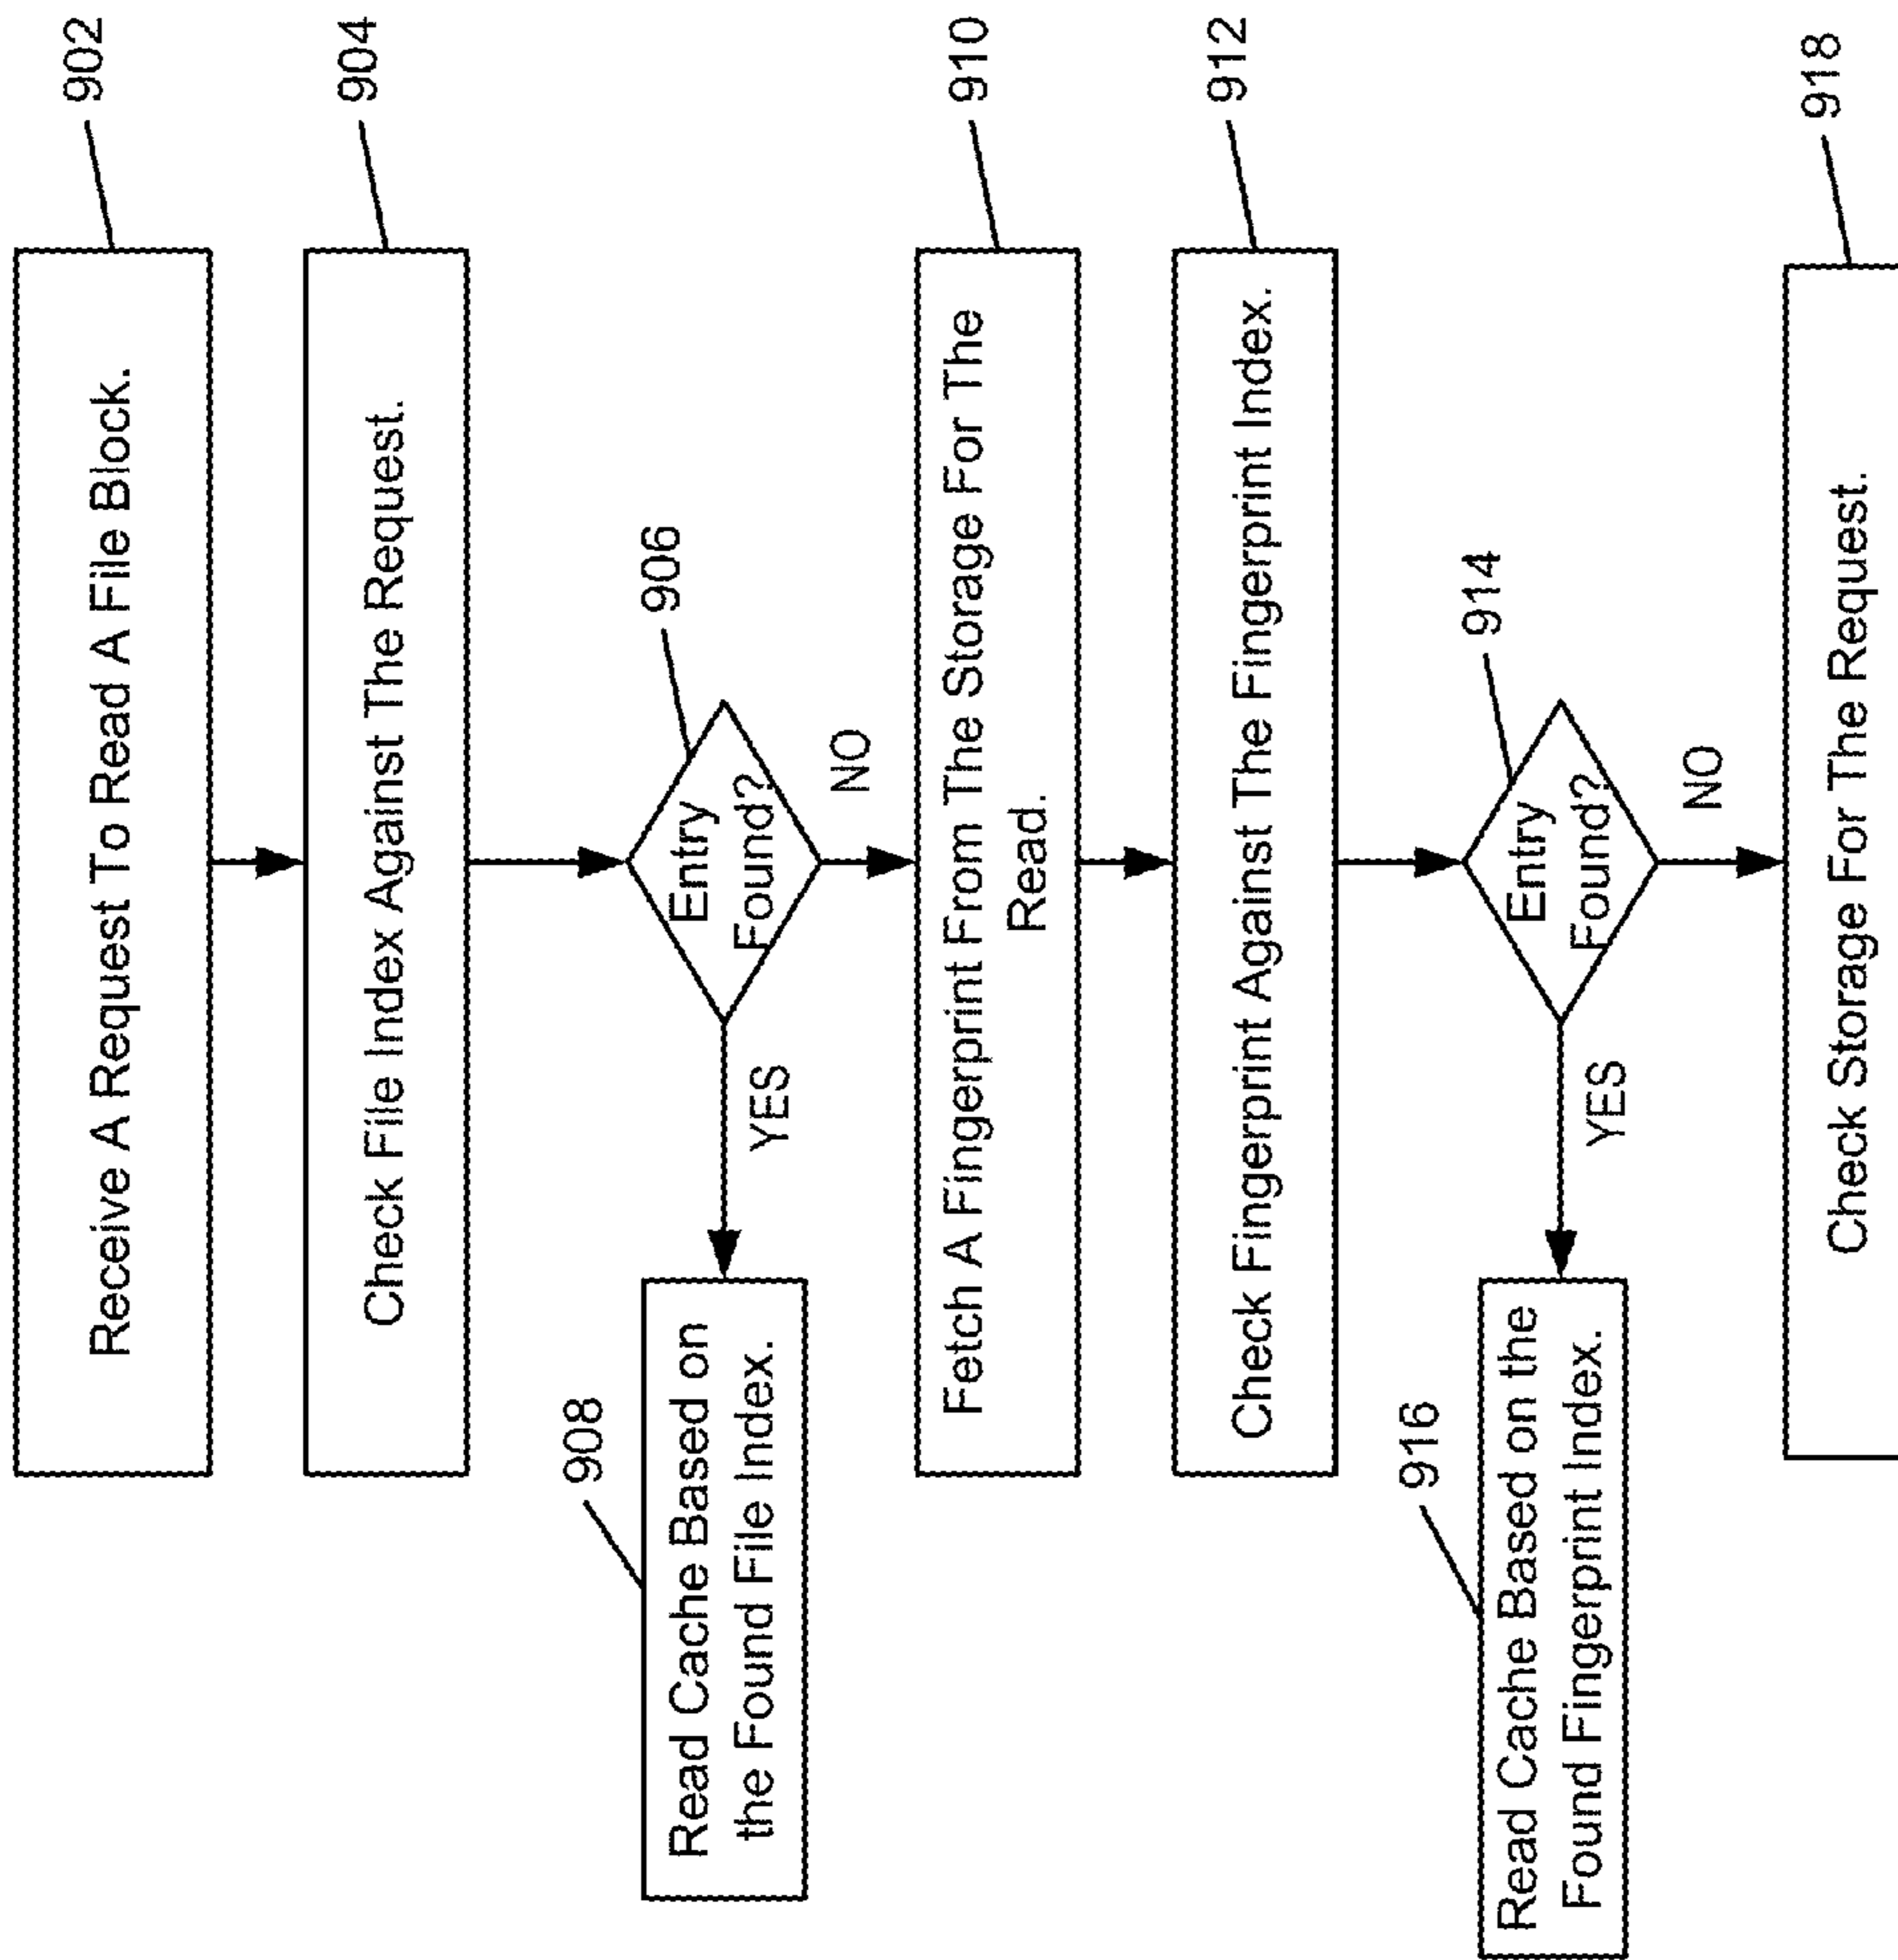 Receive A Request To Read A File Block.
902
Check File Index Against The Request.
904
Entry
Found?
906
YES
NO
Read Cache Based on
the Found File Index.
908
Fetch A Fingerprint From The Storage For The
Read.
910
Check Fingerprint Against The Fingerprint Index.
912
Entry
Found?
914
YES
NO
Read Cache Based on the
Found Fingerprint Index.
916
Check Storage For The Request.
918